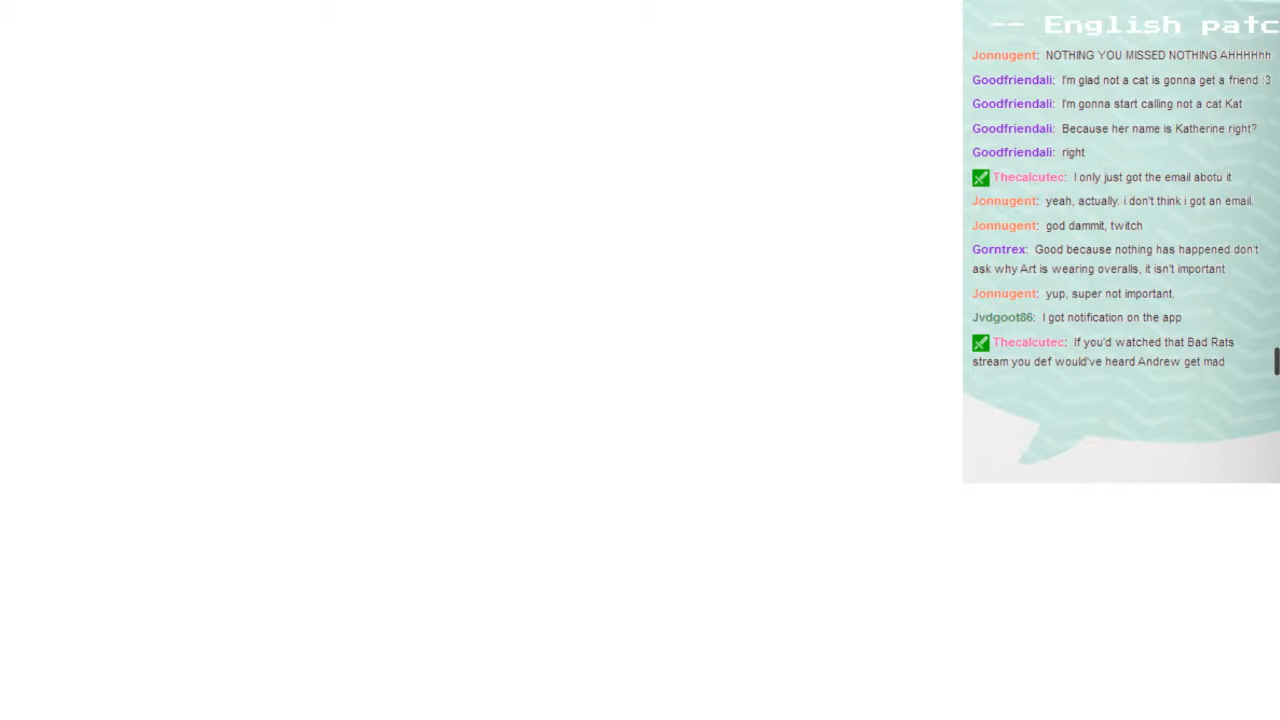 -- English patc
Jonnugent: NOTHING YOU MISSED NOTHING AHHHHhh
Goodfriendali: I'm glad not a cat is gonna get a friend :3
Goodfriendali: I'm gonna start calling not a cat Kat
Goodfriendali: Because her name is Katherine right?
Goodfriendali: right
Thecalcutec: I only just got the email abotu it
Jonnugent: yeah, actually. i don't think i got an email.
Jonnugent: god dammit, twitch
Gorntrex: Good because nothing has happened don't
ask why Art is wearing overalls, it isn't important
Jonnugent: yup, super not important.
Jvdgoot86: I got notification on the app
Thecalcutec: If you'd watched that Bad Rats
stream you def would've heard Andrew get mad